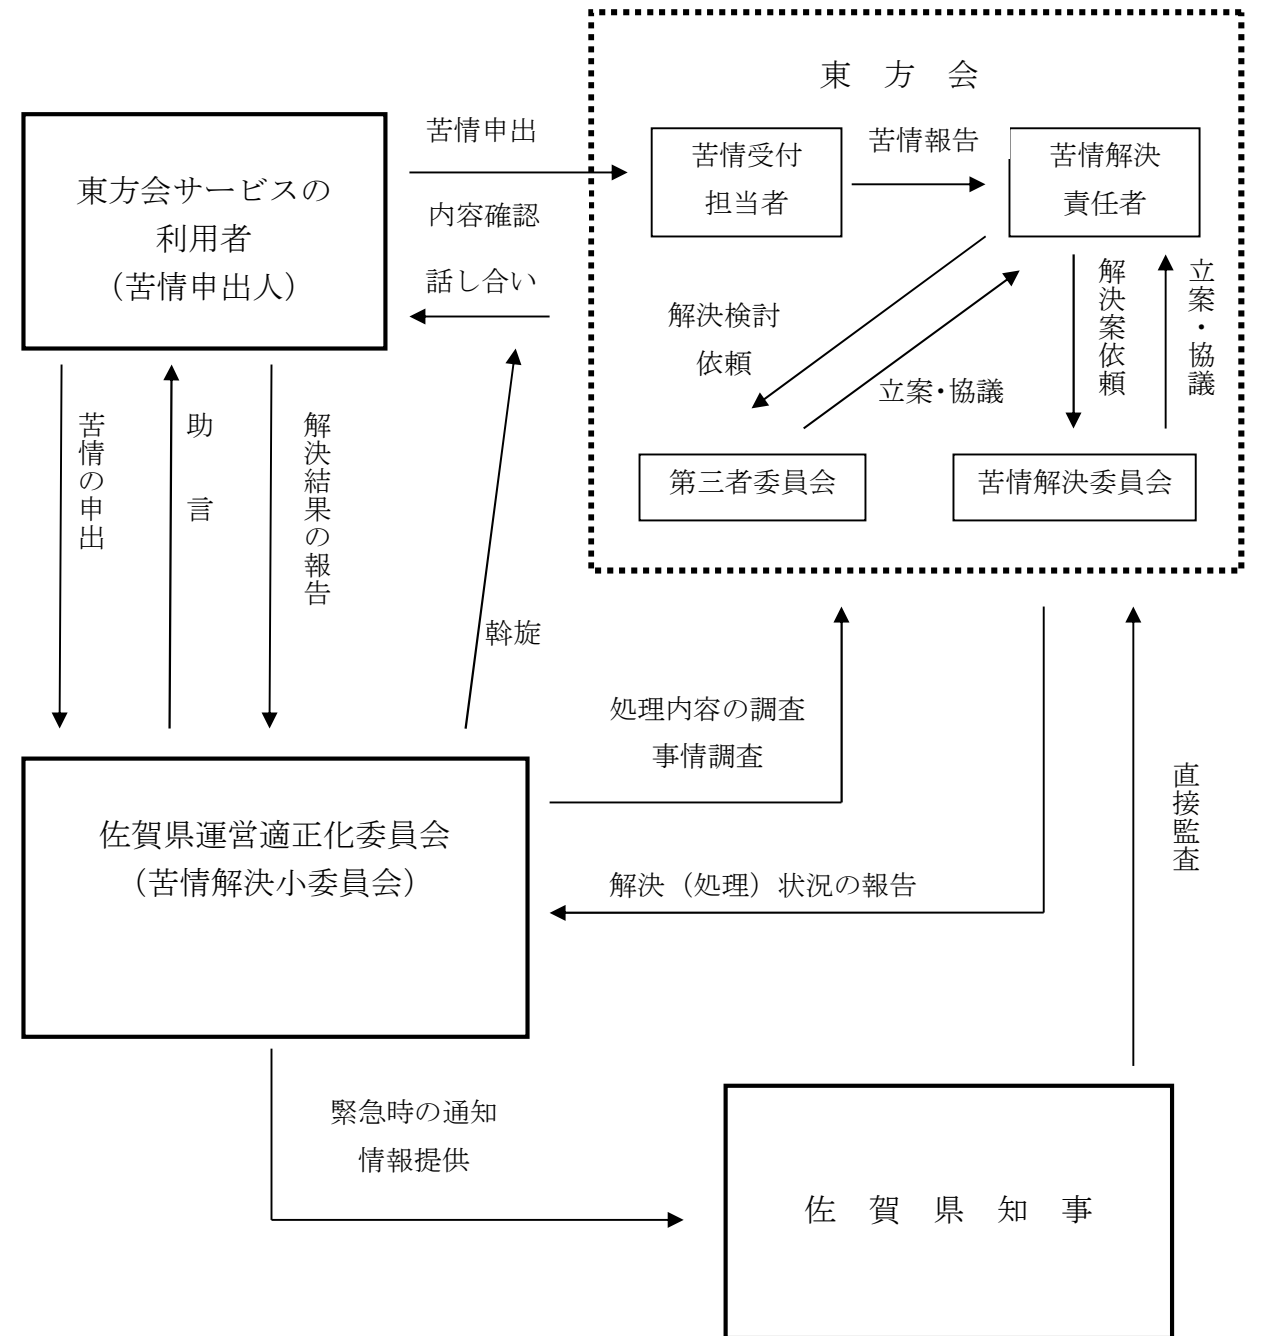 東 方 会
苦情申出
苦情受付
担当者
苦情報告
苦情解決
責任者
東方会サービスの
利用者
（苦情申出人）
内容確認
話し合い
解決検討
依頼
立案・協議
解決案依頼
立案・協議
第三者委員会
苦情解決委員会
苦情の申出
助 言
解決結果の報告
斡旋
処理内容の調査
事情調査
直接監査
佐賀県運営適正化委員会
（苦情解決小委員会）
解決（処理）状況の報告
緊急時の通知
情報提供
佐 賀 県 知 事